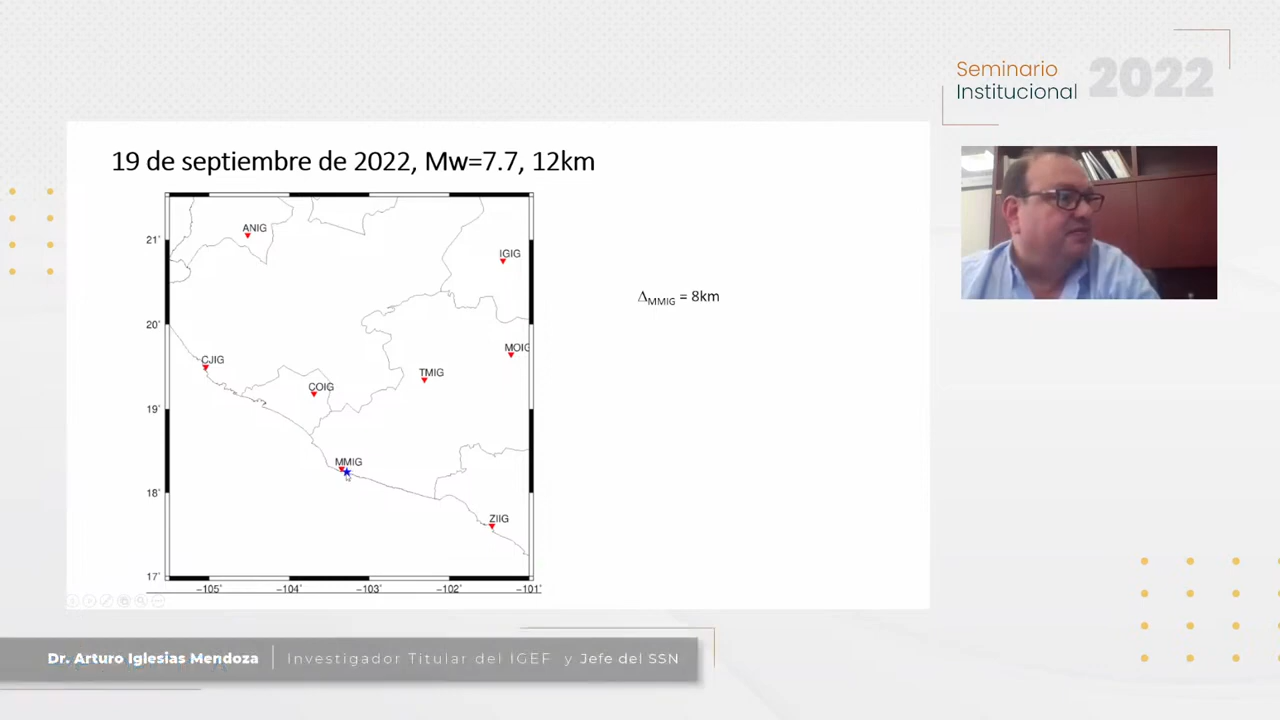 Seminario
Institucional 2022
19 de septiembre de 2022, Mw=7.7, 12km
ANIG
21˚
IGIG
ΔMMIG = 8km
20˚
MOIG
CJIG
TMIG
COIG
19˚
MMIG
18˚
ZIIG
17˚
−105˚ −104˚ −103˚ −102˚ −101˚
Dr. Arturo Iglesias Mendoza Investigador Titular del IGEF y Jefe del SSN